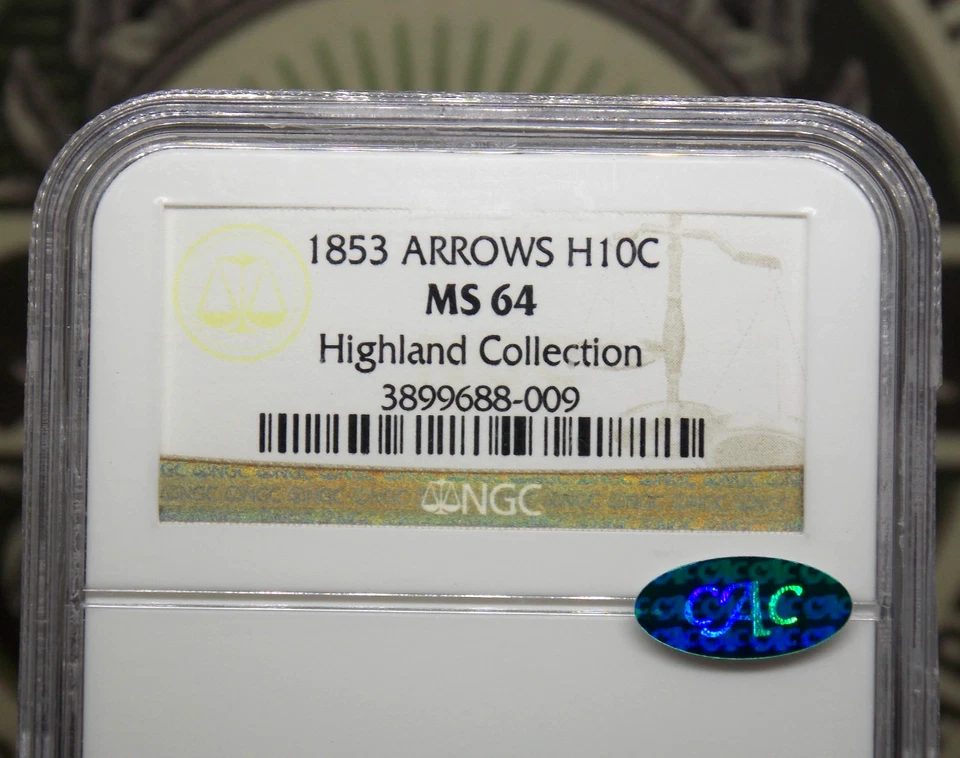 1853 ARROWS H10C
MS 64
Highland Collection
3899688-009
NGC
CAC